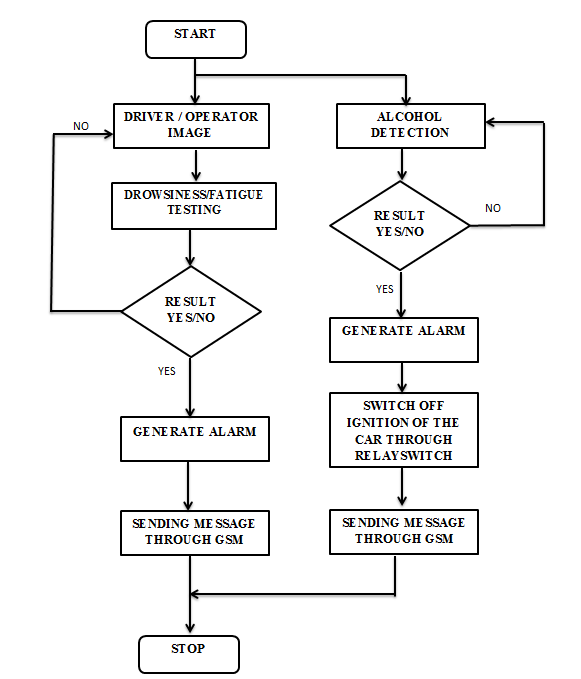 START
DRIVER / OPERATOR
IMAGE
NO
DROWSINESS/FATIGUE
TESTING
RESULT
YES/NO
YES
GENERATE ALARM
SENDING MESSAGE
THROUGH GSM
ALCOHOL
DETECTION
RESULT
YES/NO
NO
YES
GENERATE ALARM
SWITCH OFF
IGNITION OF THE
CAR THROUGH
RELAYSWITCH
SENDING MESSAGE
THROUGH GSM
STOP